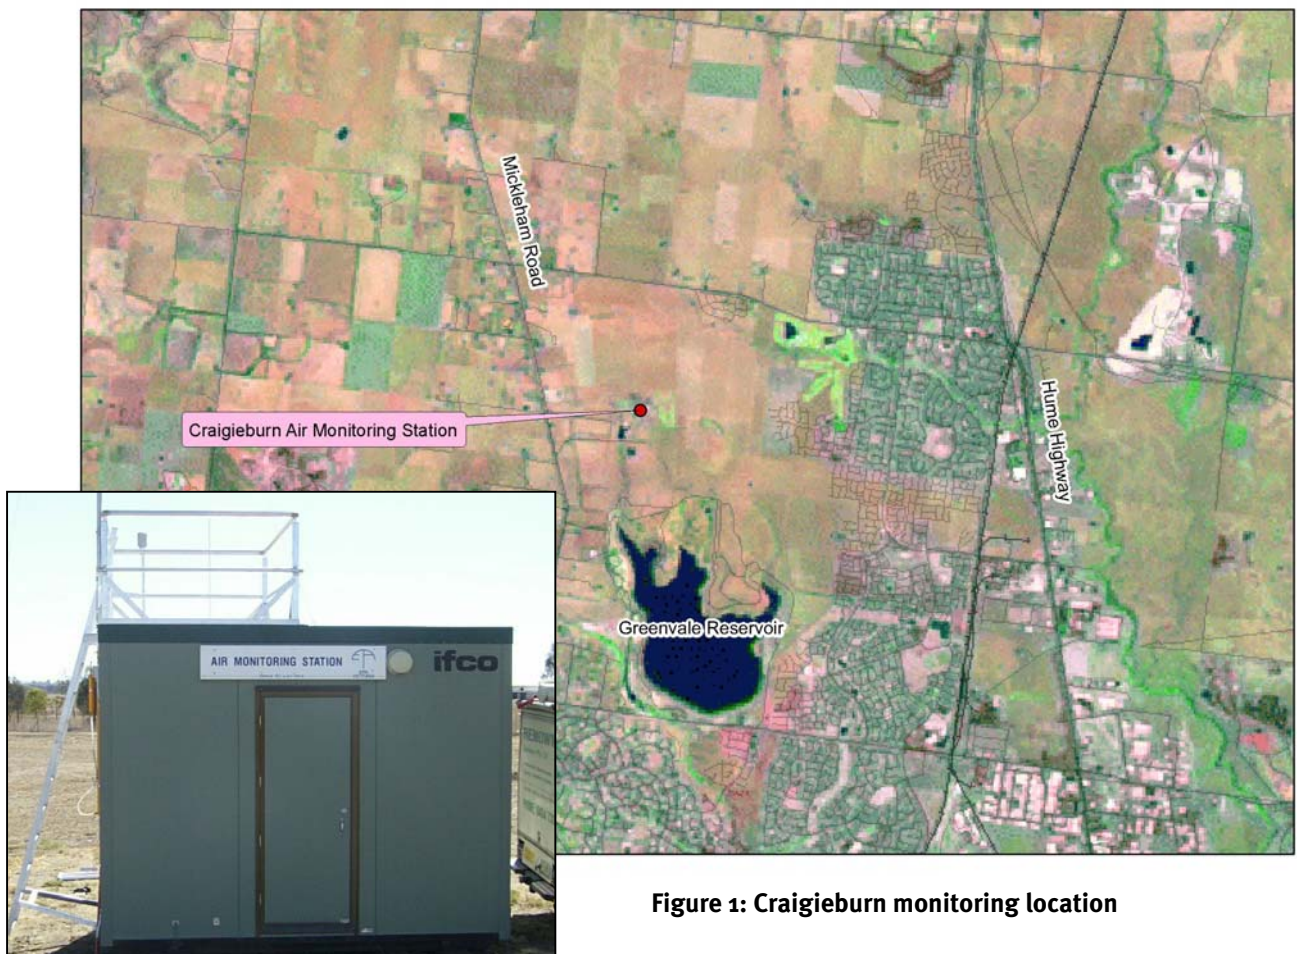 Mickleham Road
Craigieburn Air Monitoring Station
Hume Highway
Greenvale Reservoir
AIR MONITORING STATION
ifco
Figure 1: Craigieburn monitoring location